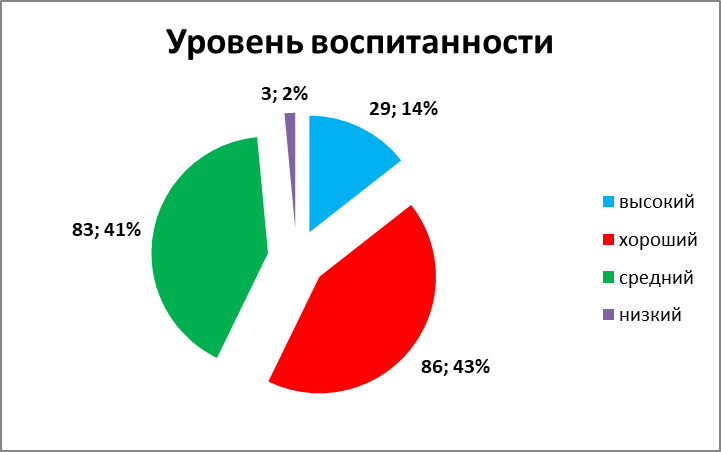 Уровень воспитанности
3; 2%
29; 14%
83; 41%
86; 43%
высокий
хороший
средний
низкий